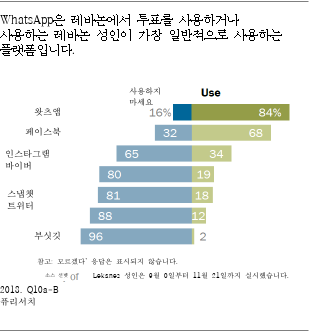 WhatsApp은 레바논에서 투표를 사용하거나
사용하는 레바논 성인이 가장 일반적으로 사용하는
플랫폼입니다.
사용하지
마세요
Use
왓츠앱 16% 84%
페이스북 32 68
인스타그램 65 34
바이버 80 19
스냅챗 81 18
트위터 88 12
부싯깃 96 2
참고: 모르겠다' 응답은 표시되지 않습니다.
소스 선택 of Leksnes 성인은 9월 0일부터 11월 21일까지 실시했습니다.
2018. Q10a-B
퓨리서치